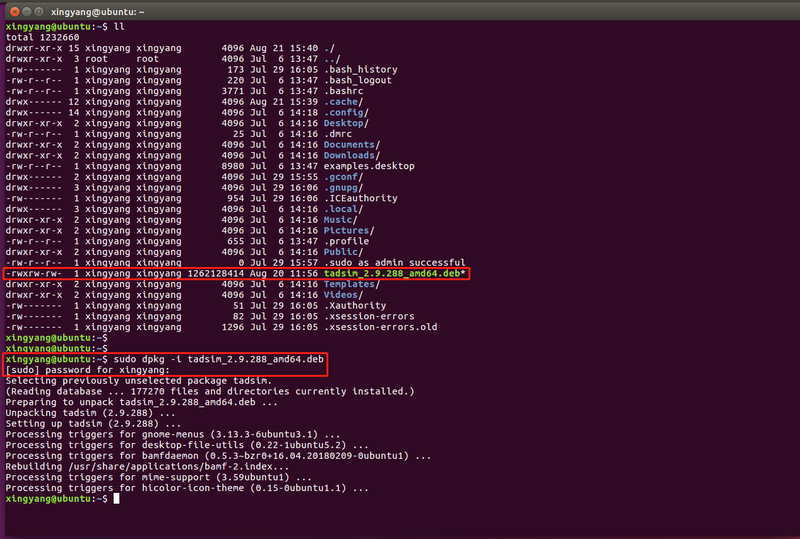 xingyang@ubuntu: ~
xingyang@ubuntu:~$ ll
total 1232660
drwxr-xr-x 15 xingyang xingyang 4096 Aug 21 15:40 ./
drwxr-xr-x 3 root root 4096 Jul 6 13:47 ../
-rw------- 1 xingyang xingyang 173 Jul 29 16:05 .bash_history
-rw-r--r-- 1 xingyang xingyang 220 Jul 6 13:47 .bash_logout
-rw-r--r-- 1 xingyang xingyang 3771 Jul 6 13:47 .bashrc
drwx------ 12 xingyang xingyang 4096 Aug 21 15:39 .cache/
drwx------ 14 xingyang xingyang 4096 Jul 6 14:18 .config/
drwxr-xr-x 2 xingyang xingyang 4096 Jul 6 14:16 Desktop/
-rw-r--r-- 1 xingyang xingyang 25 Jul 6 14:16 .dmrc
drwxr-xr-x 2 xingyang xingyang 4096 Jul 6 14:16 Documents/
drwxr-xr-x 2 xingyang xingyang 4096 Jul 6 14:16 Downloads/
-rw-r--r-- 1 xingyang xingyang 8980 Jul 6 13:47 examples.desktop
drwx------ 2 xingyang xingyang 4096 Jul 29 15:55 .gconf/
drwx------ 3 xingyang xingyang 4096 Jul 29 16:06 .gnupg/
-rw------- 1 xingyang xingyang 954 Jul 29 16:06 .ICEauthority
drwx------ 3 xingyang xingyang 4096 Jul 6 14:16 .local/
drwxr-xr-x 2 xingyang xingyang 4096 Jul 6 14:16 Music/
drwxr-xr-x 2 xingyang xingyang 4096 Jul 6 14:16 Pictures/
-rw-r--r-- 1 xingyang xingyang 655 Jul 6 13:47 .profile
drwxr-xr-x 2 xingyang xingyang 4096 Jul 6 14:16 Public/
-rw-r--r-- 1 xingyang xingyang 0 Jul 29 15:57 .sudo_as_admin_successful
-rwxrw-rw- 1 xingyang xingyang 1262128414 Aug 20 11:56 tadsim_2.9.288_amd64.deb*
drwxr-xr-x 2 xingyang xingyang 4096 Jul 6 14:16 Templates/
drwxr-xr-x 2 xingyang xingyang 4096 Jul 6 14:16 Videos/
-rw------- 1 xingyang xingyang 51 Jul 29 16:05 .Xauthority
-rw------- 1 xingyang xingyang 82 Jul 29 16:05 .xsession-errors
-rw------- 1 xingyang xingyang 1296 Jul 29 16:05 .xsession-errors.old
xingyang@ubuntu:~$
xingyang@ubuntu:~$
xingyang@ubuntu:~$ sudo dpkg -i tadsim_2.9.288_amd64.deb
[sudo] password for xingyang:
Selecting previously unselected package tadsim.
(Reading database ... 177270 files and directories currently installed.)
Preparing to unpack tadsim_2.9.288_amd64.deb ...
Unpacking tadsim (2.9.288) ...
Setting up tadsim (2.9.288) ...
Processing triggers for gnome-menus (3.13.3-6ubuntu3.1) ...
Processing triggers for desktop-file-utils (0.22-1ubuntu5.2) ...
Processing triggers for bamfdaemon (0.5.3~bzr0+16.04.20180209-0ubuntu1) ...
Rebuilding /usr/share/applications/bamf-2.index...
Processing triggers for mime-support (3.59ubuntu1) ...
Processing triggers for hicolor-icon-theme (0.15-0ubuntu1.1) ...
xingyang@ubuntu:~$